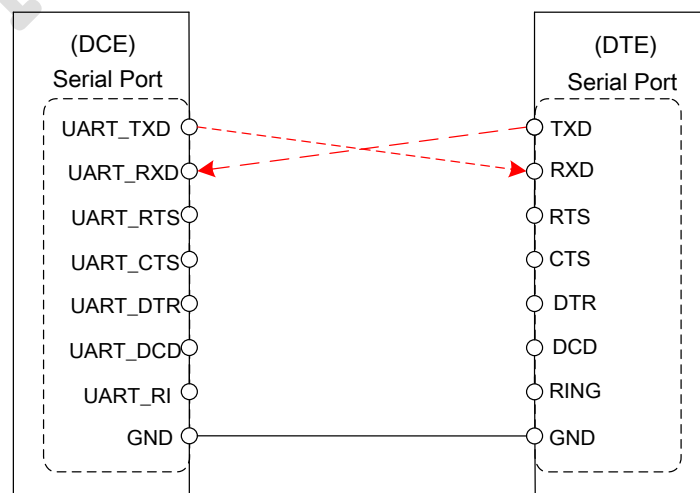 (DCE)
Serial Port
UART_TXD
UART_RXD
UART_RTS
UART_CTS
UART_DTR
UART_DCD
UART_RI
GND
(DTE)
Serial Port
TXD
RXD
RTS
CTS
DTR
DCD
RING
GND